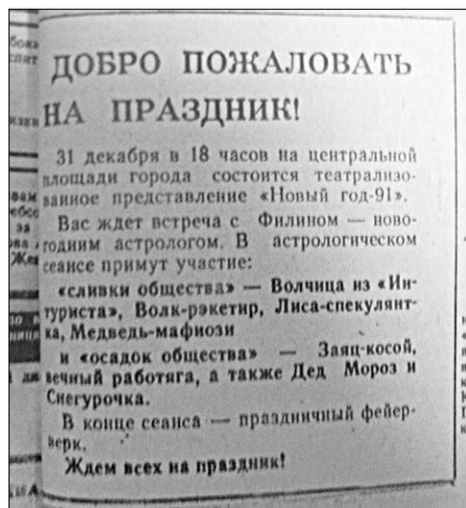 ДОБРО ПОЖАЛОВАТЬ
НА ПРАЗДНИК!
31 декабря в 18 часов на центральной
площади города состоится театрализо-
ванное представление «Новый год-91».
Вас ждет встреча с Филином — ново-
годним астрологом. В астрологическом
сеансе примут участие:
«сливки общества» — Волчица из «Ин-
туриста», Волк-рэкетир, Лиса-спекулянт-
ка, Медведь-мафиози
и «осадок общества» — Заяц-косой,
вечный работяга, а также Дед Мороз и
Снегурочка.
В конце сеанса — праздничный фейер-
верк.
Ждем всех на праздник!